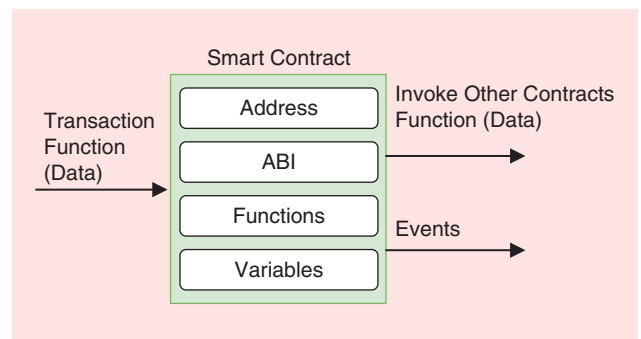 Smart Contract
Transaction
Function
(Data)
Address
ABI
Functions
Variables
Invoke Other Contracts
Function (Data)
Events